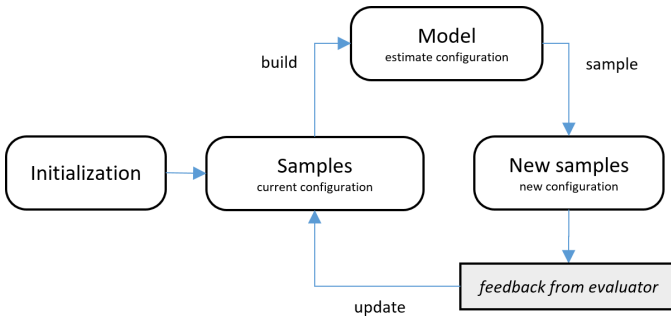 Model
estimate configuration
build
sample
Initialization
Samples
current configuration
New samples
new configuration
feedback from evaluator
update